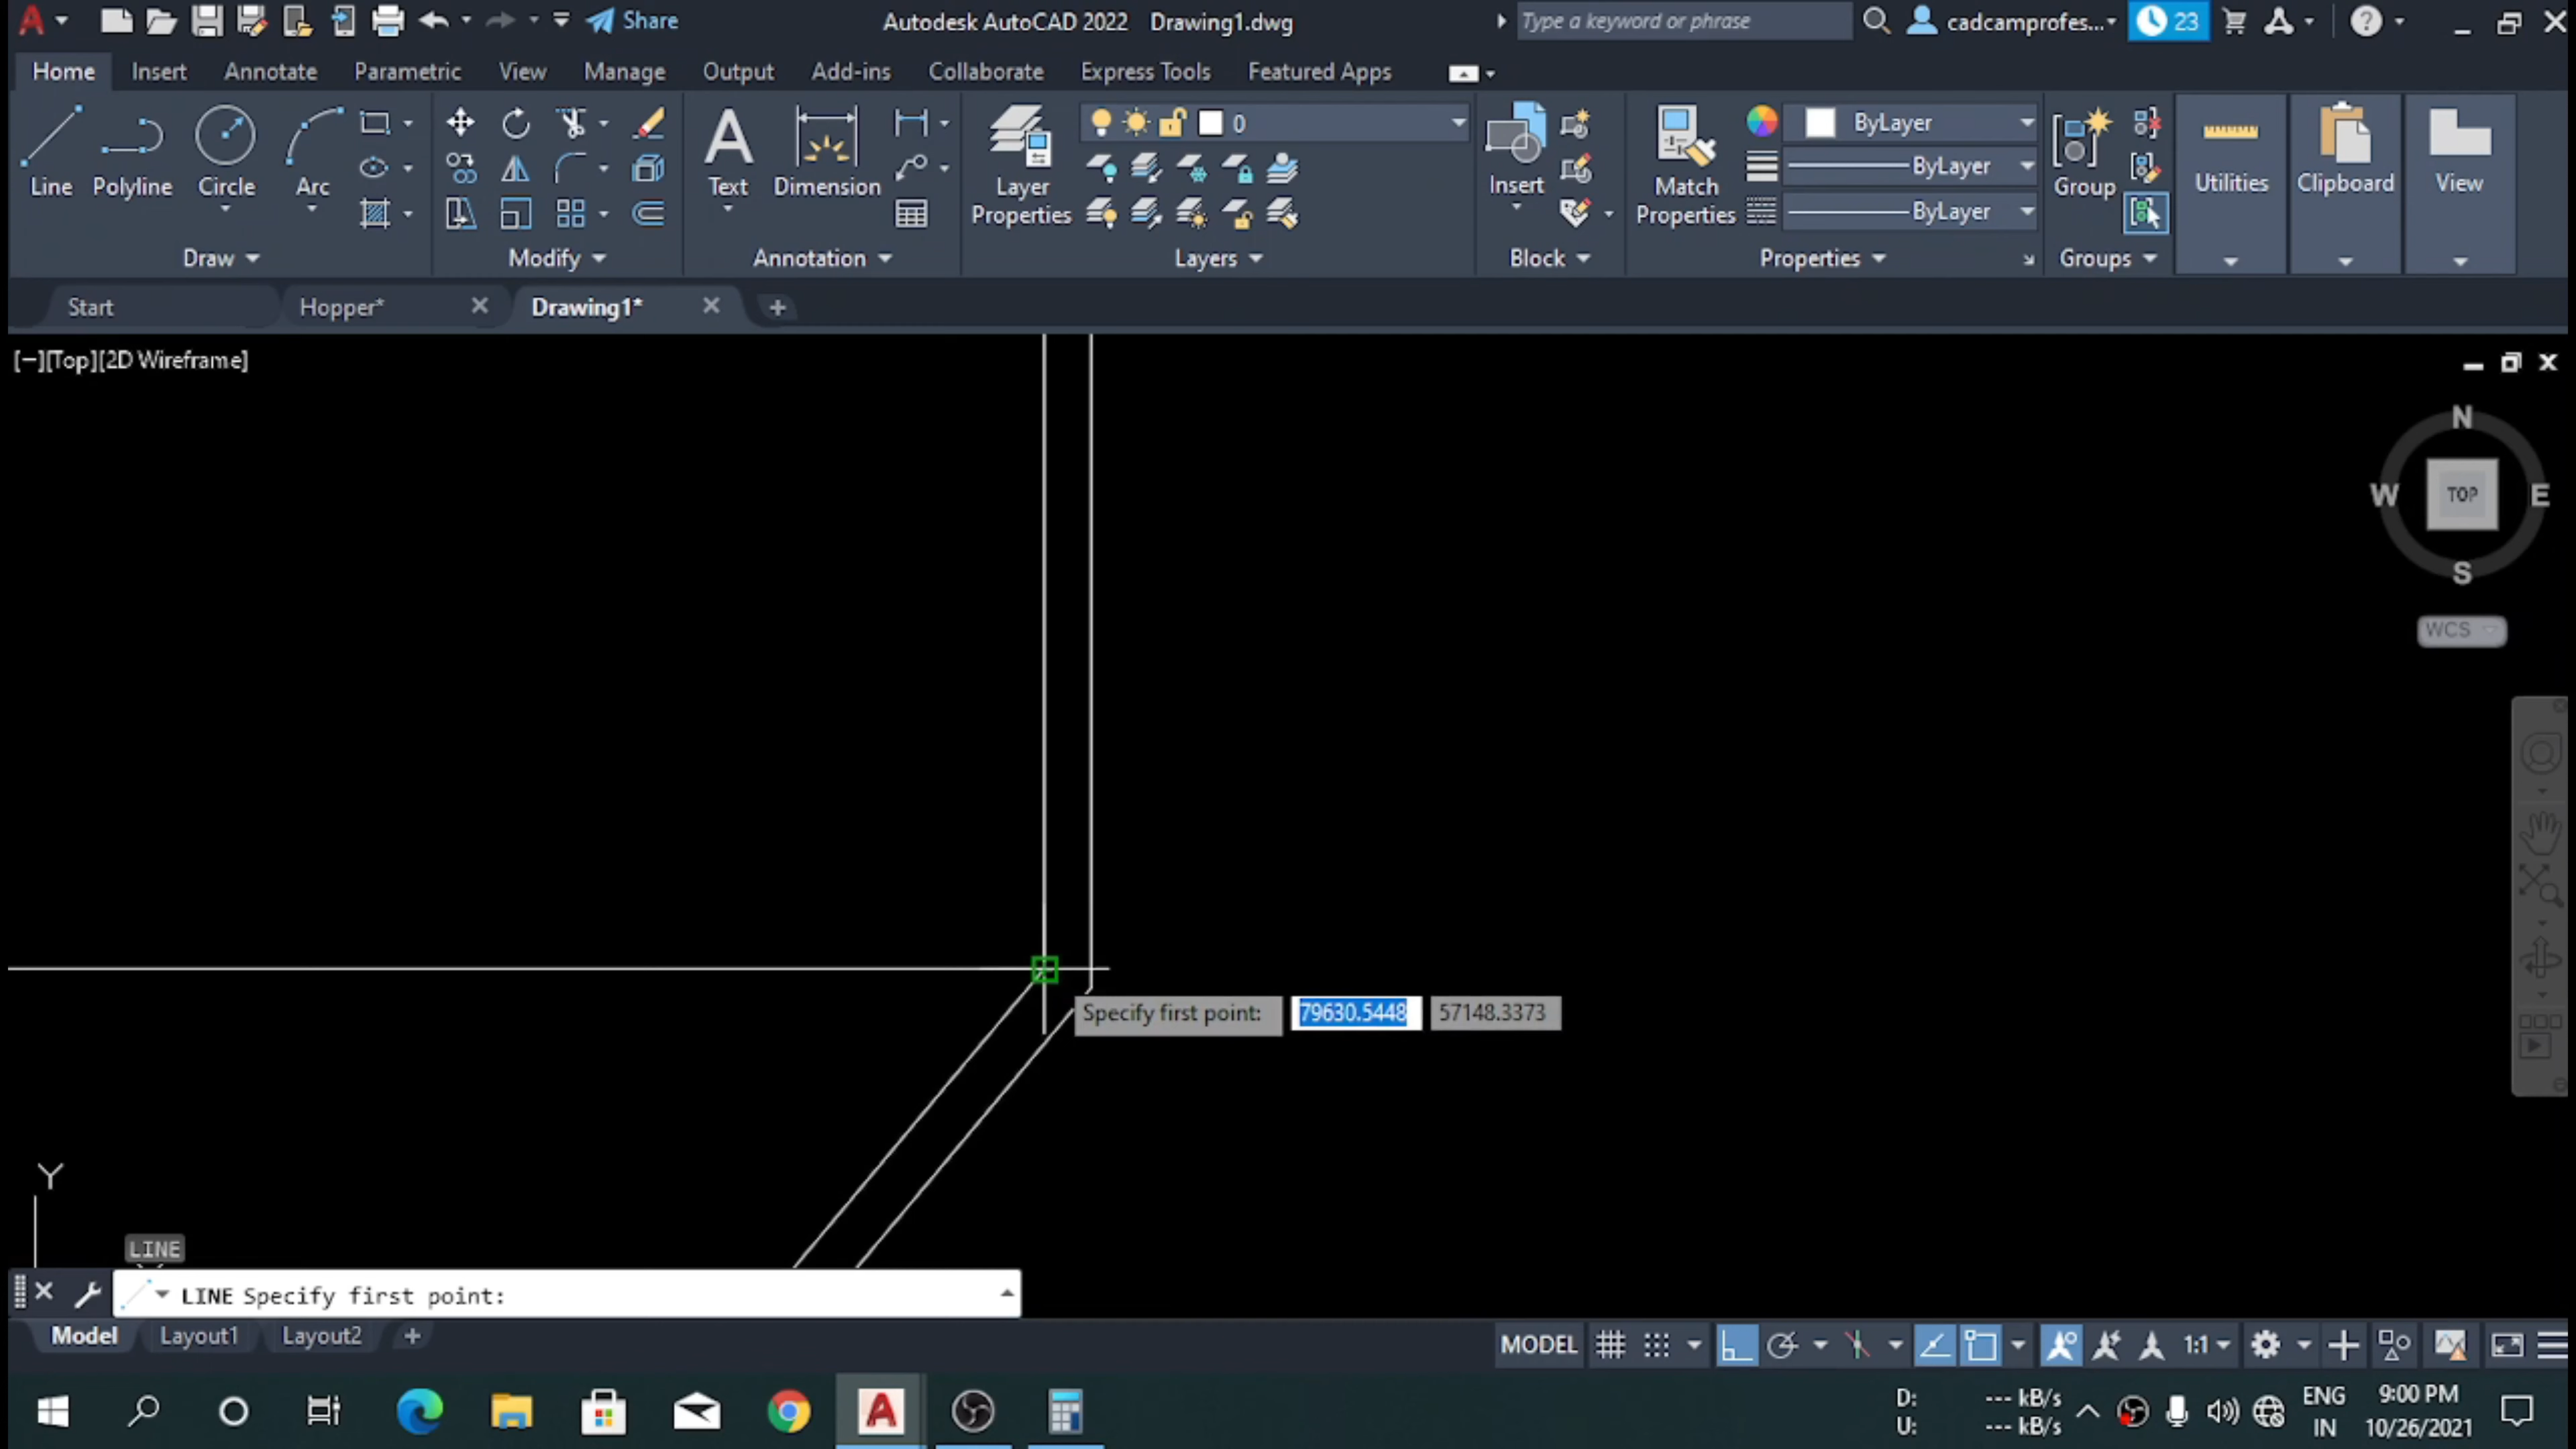 Share
Autodesk AutoCAD 2022 Drawing1.dwg
Type a keyword or phrase
cadcamprofes...
23
Home Insert Annotate Parametric View Manage Output Add-ins Collaborate Express Tools Featured Apps
Line Polyline Circle Arc
Text Dimension
Layer Properties
0
Insert
Match Properties
ByLayer
ByLayer
ByLayer
Group
Utilities
Clipboard
View
Draw Modify Annotation Layers Block Properties Groups
Start Hopper* Drawing1*
[−][Top][2D Wireframe]
N
W TOP E
S
WCS
Specify first point: 79630.5448 57148.3373
Y
LINE
LINE Specify first point:
Model Layout1 Layout2
MODEL 1:1
D: --- kB/s
U: --- kB/s
ENG
IN
9:00 PM
10/26/2021